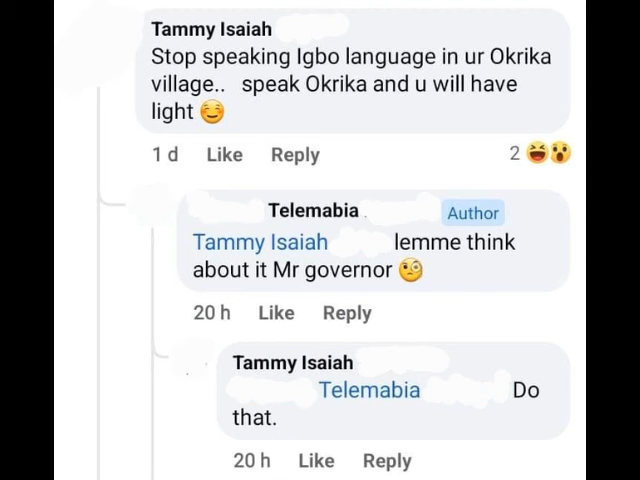 Tammy Isaiah
Stop speaking Igbo language in ur Okrika
village.. speak Okrika and u will have
light 😊
1 d Like Reply 2 😆😮
Telemabia Author
Tammy Isaiah lemme think
about it Mr governor 🧐
20 h Like Reply
Tammy Isaiah
Telemabia Do
that.
20 h Like Reply